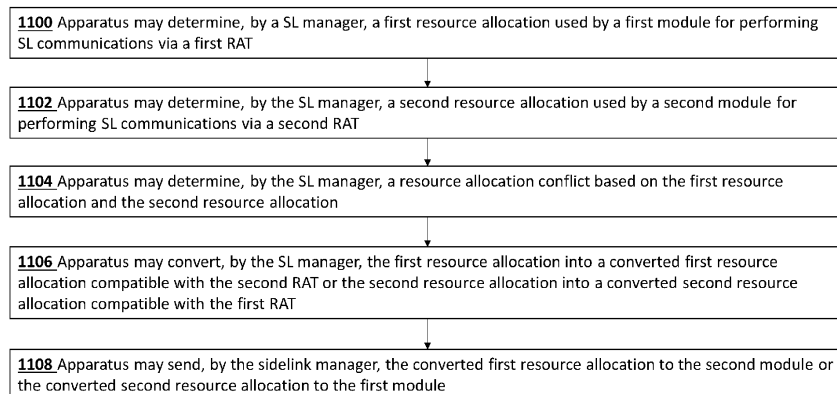 1100 Apparatus may determine, by a SL manager, a first resource allocation used by a first module for performing
SL communications via a first RAT
1102 Apparatus may determine, by the SL manager, a second resource allocation used by a second module for
performing SL communications via a second RAT
1104 Apparatus may determine, by the SL manager, a resource allocation conflict based on the first resource
allocation and the second resource allocation
1106 Apparatus may convert, by the SL manager, the first resource allocation into a converted first resource
allocation compatible with the second RAT or the second resource allocation into a converted second resource
allocation compatible with the first RAT
1108 Apparatus may send, by the sidelink manager, the converted first resource allocation to the second module or
the converted second resource allocation to the first module